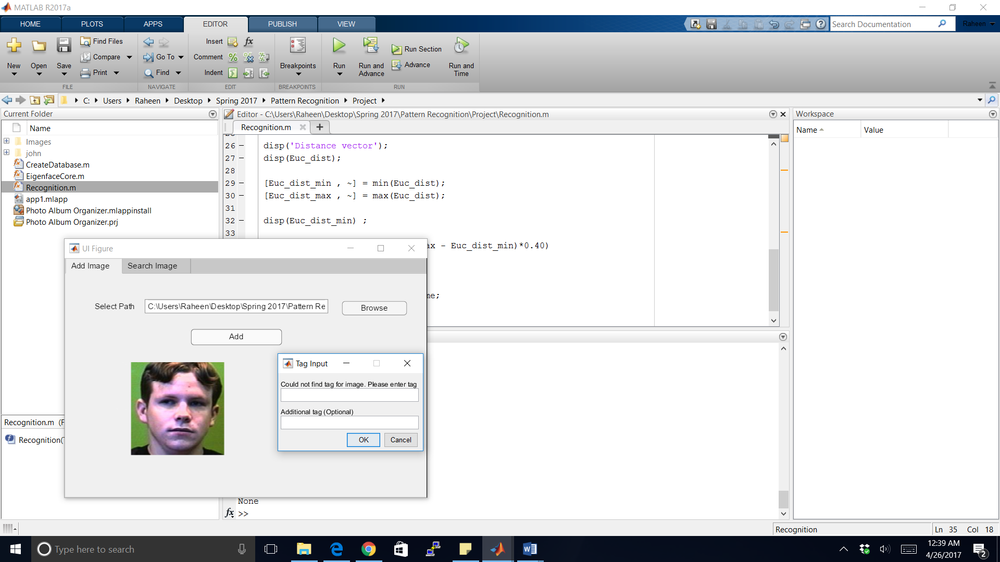 MATLAB R2017a
HOME PLOTS APPS EDITOR PUBLISH VIEW
Search Documentation
Raheen
New
Open
Save
Find Files
Compare
Print
FILE
Go To
Find
NAVIGATE
Insert
Comment
Indent
EDIT
Breakpoints
BREAKPOINTS
Run
Run and
Advance
Run Section
Advance
Run and
Time
RUN
C: Users Raheen Desktop Spring 2017 Pattern Recognition Project
Current Folder
Name
Images
john
CreateDatabase.m
EigenfaceCore.m
Recognition.m
app1.mlapp
Photo Album Organizer.mlappinstall
Photo Album Organizer.prj
Recognition.m (F
Recognition(T
Editor - C:\Users\Raheen\Desktop\Spring 2017\Pattern Recognition\Project\Recognition.m
Recognition.m
26 disp('Distance vector');
27 disp(Euc_dist);
28
29 [Euc_dist_min , ~] = min(Euc_dist);
30 [Euc_dist_max , ~] = max(Euc_dist);
31
32 disp(Euc_dist_min) ;
33
ax - Euc_dist_min)*0.40)
me;
Workspace
Name Value
UI Figure
Add Image Search Image
Select Path C:\Users\Raheen\Desktop\Spring 2017\Pattern Re Browse
Add
Tag Input
Could not find tag for image. Please enter tag
Additional tag (Optional)
OK Cancel
None
fx >>
Recognition
Ln 35 Col 18
Type here to search
12:39 AM
4/26/2017
2